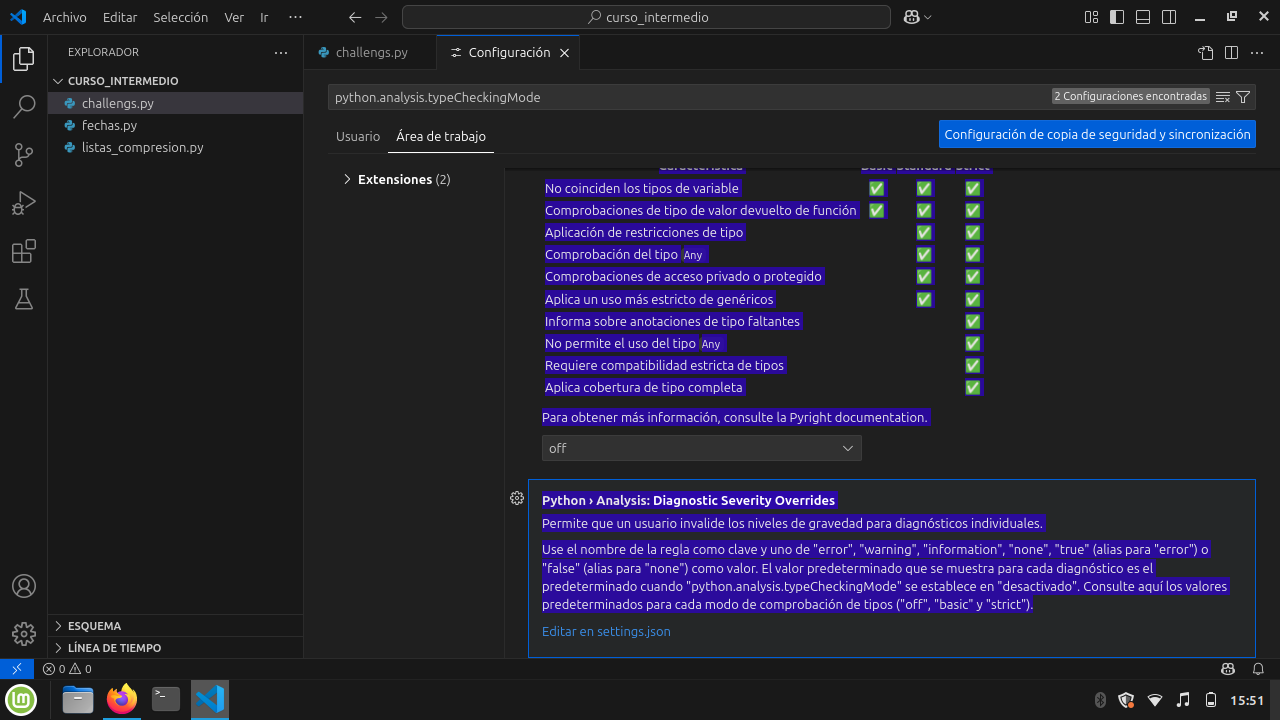 Archivo Editar Selección Ver Ir ···
curso_intermedio
EXPLORADOR
CURSO_INTERMEDIO
challengs.py
fechas.py
listas_compresion.py
ESQUEMA
LÍNEA DE TIEMPO
challengs.py
Configuración
python.analysis.typeCheckingMode
2 Configuraciones encontradas
Usuario
Área de trabajo
Configuración de copia de seguridad y sincronización
Extensiones (2)
Característica Basic Standard Strict
No coinciden los tipos de variable ✅ ✅ ✅
Comprobaciones de tipo de valor devuelto de función ✅ ✅ ✅
Aplicación de restricciones de tipo ✅ ✅
Comprobación del tipo Any ✅ ✅
Comprobaciones de acceso privado o protegido ✅ ✅
Aplica un uso más estricto de genéricos ✅ ✅
Informa sobre anotaciones de tipo faltantes ✅
No permite el uso del tipo Any ✅
Requiere compatibilidad estricta de tipos ✅
Aplica cobertura de tipo completa ✅
Para obtener más información, consulte la Pyright documentation.
off
Python › Analysis: Diagnostic Severity Overrides
Permite que un usuario invalide los niveles de gravedad para diagnósticos individuales.
Use el nombre de la regla como clave y uno de "error", "warning", "information", "none", "true" (alias para "error") o
"false" (alias para "none") como valor. El valor predeterminado que se muestra para cada diagnóstico es el
predeterminado cuando "python.analysis.typeCheckingMode" se establece en "desactivado". Consulte aquí los valores
predeterminados para cada modo de comprobación de tipos ("off", "basic" y "strict").
Editar en settings.json
0 0
15:51